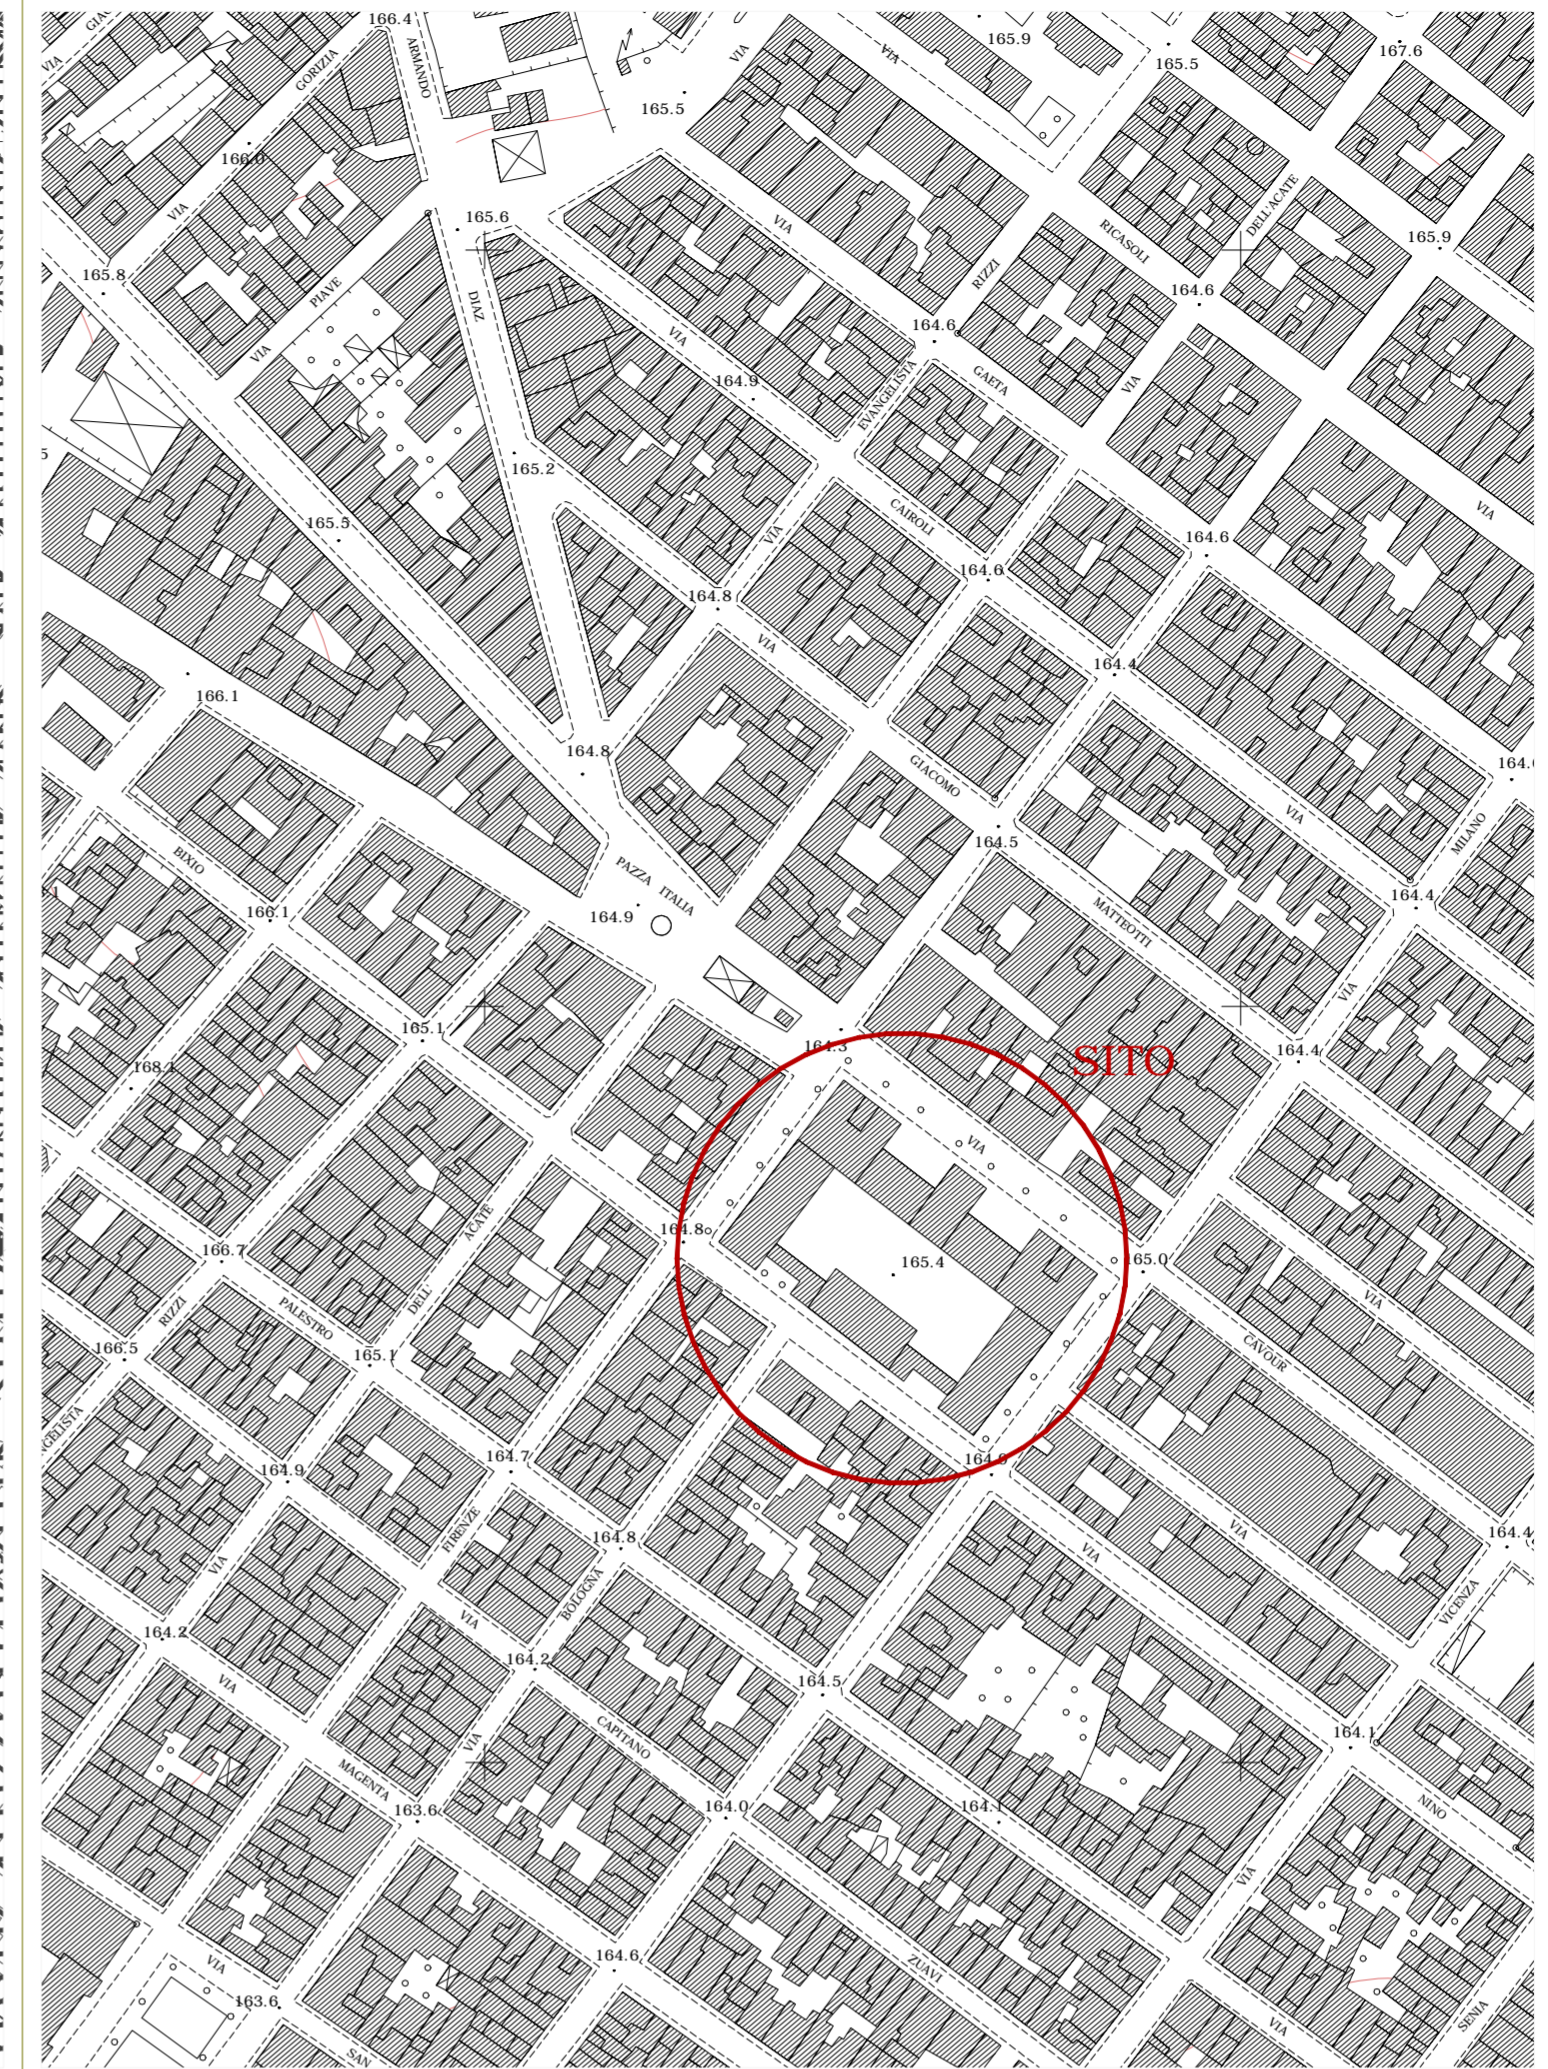 166.4
165.9
167.6
165.5
VIA
GORIZIA
ARMANDO
VIA
VIA
165.5
166.0
VIA
165.6
VIA
RICASOLI
DELL'ACATE
165.9
165.8
PIAVE
DIAZ
RIZZI
164.6
VIA
VIA
164.6
164.9
EVANGELISTA
GAETA
VIA
165.2
165.5
VIA
CAIROLI
VIA
164.6
164.6
164.8
VIA
164.4
166.1
164.8
GIACOMO
VIA
MILANO
164.5
BIXIO
PAZZA ITALIA
164.9
166.1
MATTEOTTI
164.4
VIA
165.1
164.3
SITO
164.4
168.1
VIA
ACATE
164.8
166.7
165.4
165.0
DELL'
VIA
RIZZI
PALESTRO
CAVOUR
166.5
165.1
164.7
164.9
164.9
FIRENZE
164.8
VIA
VIA
164.4
VIA
BOLOGNA
VICENZA
VIA
164.2
164.2
164.5
VIA
CAPITANO
VIA
164.1
MAGENTA
163.6
164.0
164.1
NINO
VIA
164.6
ZUAVI
VIA
163.6
SAN
VIA
SENIA